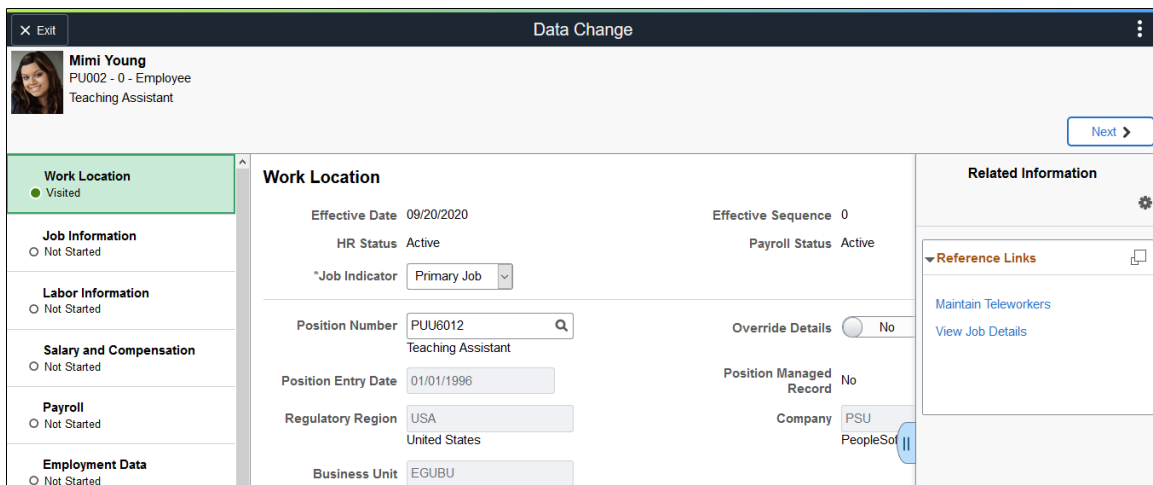 Exit
Data Change
Mimi Young
PU002 - 0 - Employee
Teaching Assistant
Next
Work Location
Visited
Job Information
Not Started
Labor Information
Not Started
Salary and Compensation
Not Started
Payroll
Not Started
Employment Data
Not Started
Work Location
Effective Date 09/20/2020 Effective Sequence 0
HR Status Active Payroll Status Active
*Job Indicator Primary Job
Position Number PUU6012 Override Details No
Teaching Assistant
Position Entry Date 01/01/1996 Position Managed Record No
Regulatory Region USA Company PSU
United States
Business Unit EGUBU
Related Information
Reference Links
Maintain Teleworkers
View Job Details